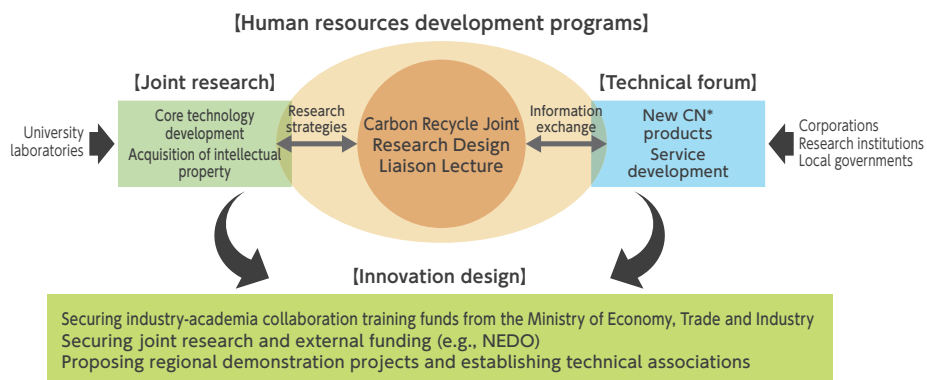 【Human resources development programs】
【Joint research】
【Technical forum】
University
laboratories
Core technology
development
Acquisition of intellectual
property
Research
strategies
Carbon Recycle Joint
Research Design
Liaison Lecture
Information
exchange
New CN*
products
Service
development
Corporations
Research institutions
Local governments
【Innovation design】
Securing industry-academia collaboration training funds from the Ministry of Economy, Trade and Industry
Securing joint research and external funding (e.g., NEDO)
Proposing regional demonstration projects and establishing technical associations